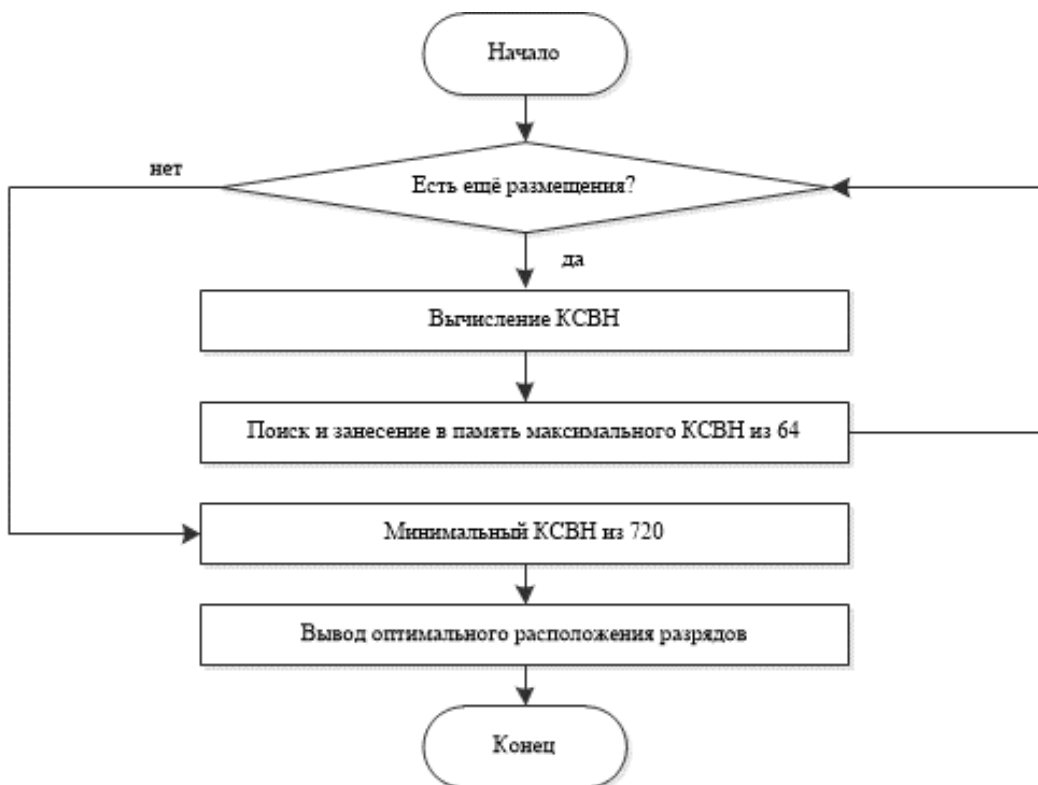 Начало
нет
Есть ещё размещения?
да
Вычисление КСВН
Поиск и занесение в память максимального КСВН из 64
Минимальный КСВН из 720
Вывод оптимального расположения разрядов
Конец